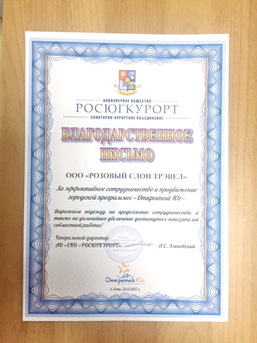 АКЦИОНЕРНОЕ ОБЩЕСТВО
РОСЮГКУРОРТ
САНАТОРНО-КУРОРТНОЕ ОБЪЕДИНЕНИЕ
БЛАГОДАРСТВЕННОЕ
ПИСЬМО
ООО «РОЗОВЫЙ СЛОН ТРЭВЕЛ»
За эффективное сотрудничество и продвижение
городской программы «Открытый Юг»
Выражаем надежду на продолжение сотрудничества, а
также на дальнейшее увеличение достигнутых показателей
совместной работы!
Генеральный директор
АО «СКО «РОСЮГКУРОРТ»
Открытый Юг
г. Сочи,